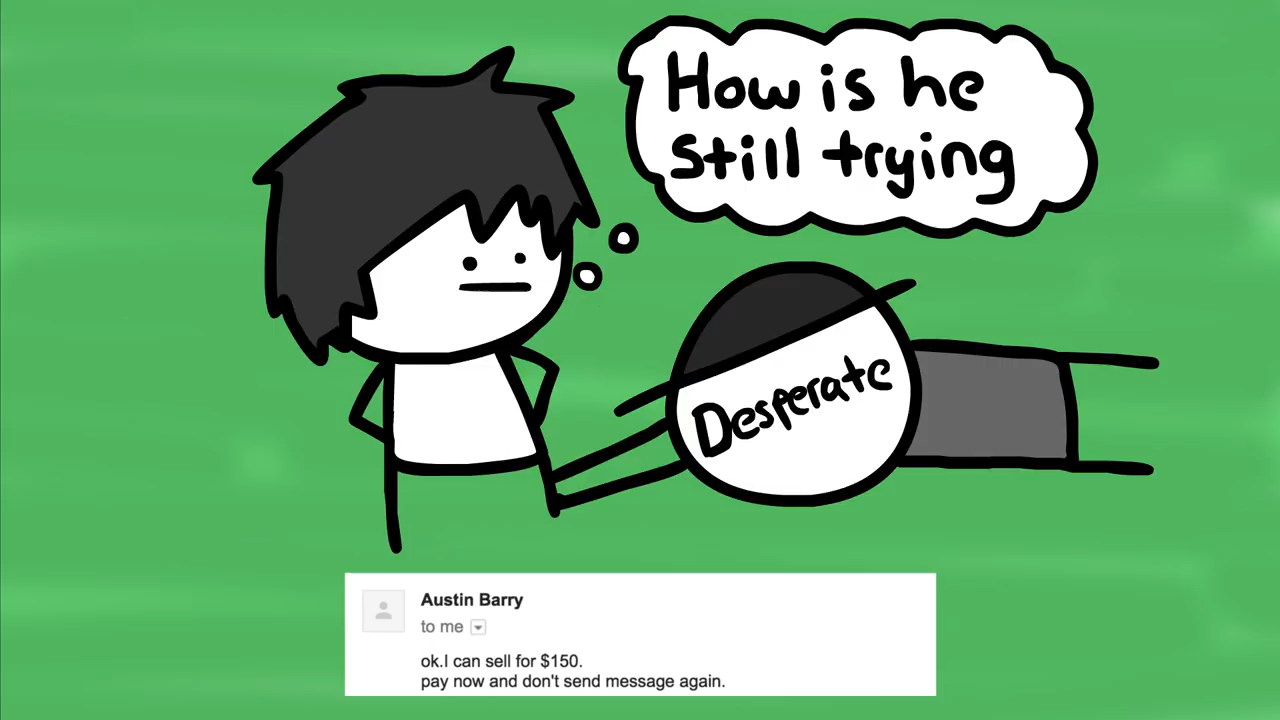 How is he
still trying
Desperate
Austin Barry
to me
ok.I can sell for $150.
pay now and don't send message again.